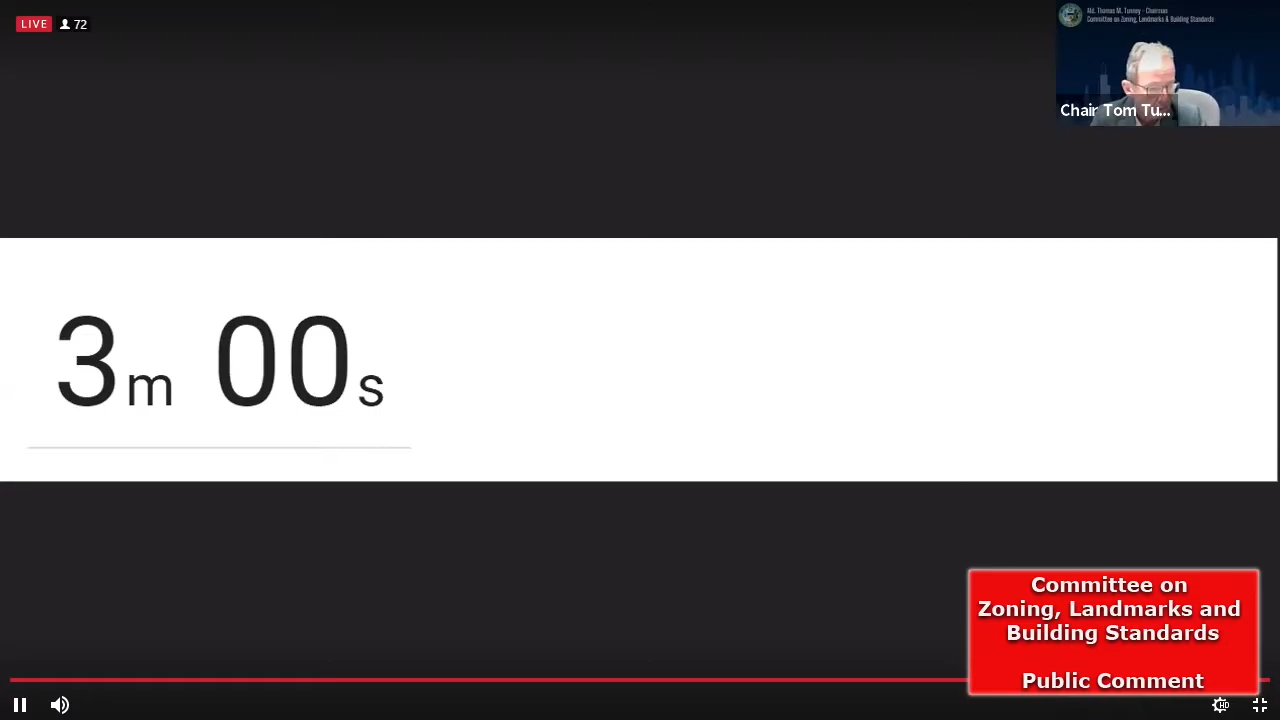 LIVE 72
Ald. Thomas M. Tunney - Chairman
Committee on Zoning, Landmarks & Building Standards
Chair Tom Tu...
3m 00s
Committee on
Zoning, Landmarks and
Building Standards
Public Comment
HD